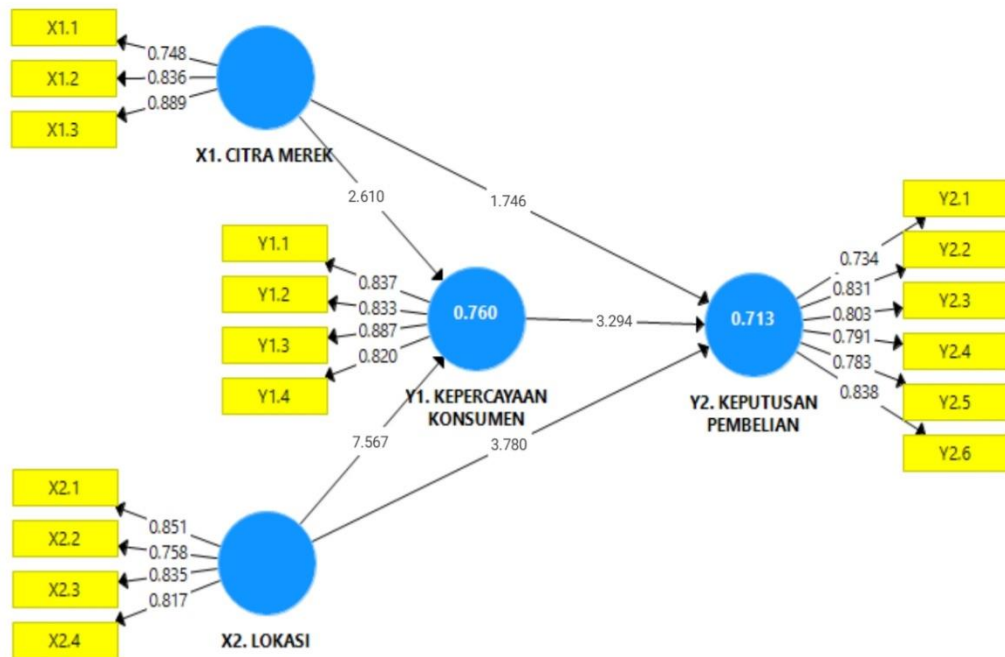 X1.1
X1.2
X1.3
0.748
0.836
0.889
X1. CITRA MEREK
2.610
1.746
Y1.1
Y1.2
Y1.3
Y1.4
0.837
0.833
0.887
0.820
0.760
Y1. KEPERCAYAAN
KONSUMEN
3.294
0.713
Y2. KEPUTUSAN
PEMBELIAN
0.734
0.831
0.803
0.791
0.783
0.838
Y2.1
Y2.2
Y2.3
Y2.4
Y2.5
Y2.6
7.567
3.780
X2.1
X2.2
X2.3
X2.4
0.851
0.758
0.835
0.817
X2. LOKASI